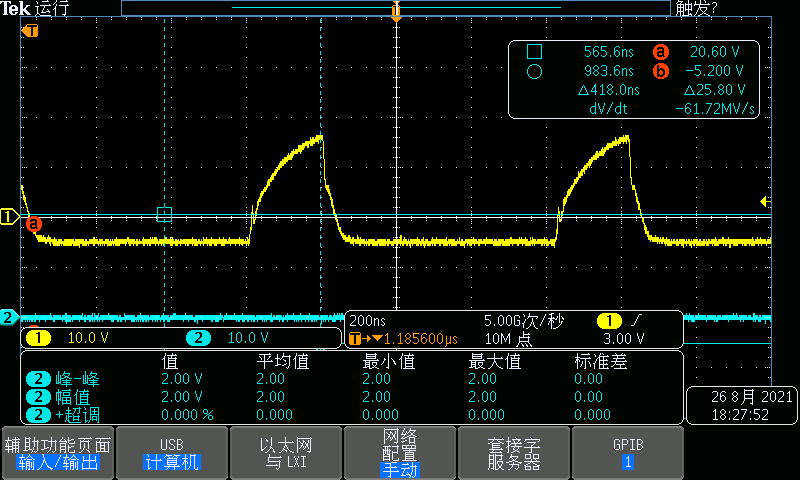 Tek 运行
触发?
T
T
565.6ns a 20.60 V
983.6ns b -5.200 V
△418.0ns △25.80 V
dV/dt -61.72MV/s
1
a
2
1 10.0 V 2 10.0 V
200ns 5.00G次/秒 1 /
T→▼1.185600μs 10M 点 3.00 V
值 平均值 最小值 最大值 标准差
2 峰-峰 2.00 V 2.00 2.00 2.00 0.00
2 幅值 2.00 V 2.00 2.00 2.00 0.00
2 +超调 0.000 % 0.000 0.000 0.000 0.000
26 8月 2021
18:27:52
辅助功能页面
输入/输出
USB
计算机
以太网
与 LXI
网络
配置
手动
套接字
服务器
GPIB
1